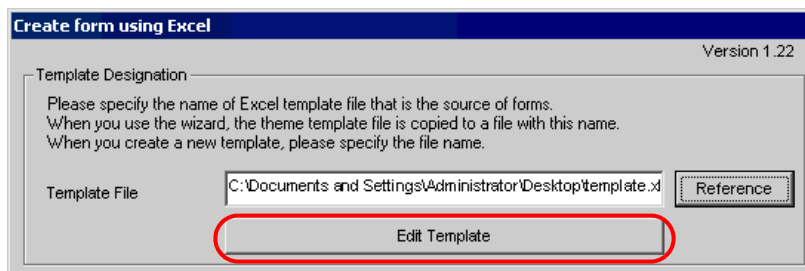 Create form using Excel
Version 1.22
Template Designation
Please specify the name of Excel template file that is the source of forms.
When you use the wizard, the theme template file is copied to a file with this name.
When you create a new template, please specify the file name.
Template File
C:\Documents and Settings\Administrator\Desktop\template.xl
Reference
Edit Template